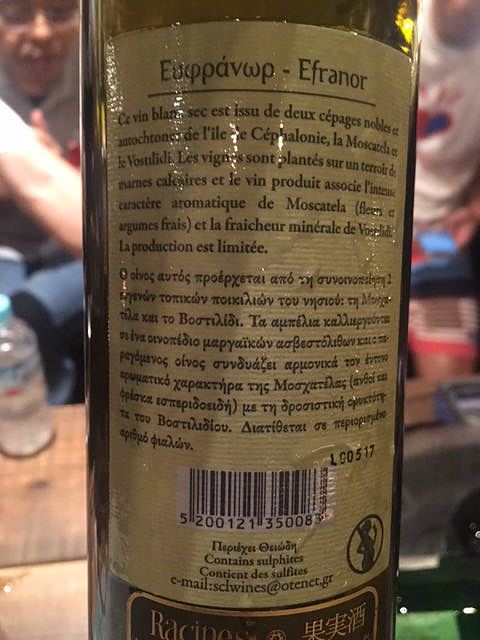 Ευφράνωρ - Efranor
Ce vin blanc sec est issu de deux cépages nobles et
autochtones de l'île de Céphalonie, la Moscatela et
le Vostilidi. Les vignes sont plantés sur un terroir de
marnes calcaires et le vin produit associe l'intense
caractère aromatique de Moscatela (fleurs et
agrumes frais) et la fraicheur minérale de Vostilidi.
La production est limitée.
Ο οίνος αυτός προέρχεται από τη συνοινοποίηση 2
ευγενών τοπικών ποικιλιών του νησιού: τη Μοσχα-
τέλα και το Βοστιλίδι. Τα αμπέλια καλλιεργούνται
σε ένα οινοπέδιο μαργαϊκών ασβεστόλιθων και ο πα-
ραγόμενος οίνος συνδυάζει αρμονικά τον έντονο
αρωματικό χαρακτήρα της Μοσχατέλας (άνθοι και
φρέσκα εσπεριδοειδή) με τη δροσιστική ορυκτότη-
τα του Βοστιλιδίου. Διατίθεται σε περιορισμένο
αριθμό φιαλών.
L00517
5 200121 35008
Περιέχει Θειώδη
Contains sulphites
Contient des sulfites
e-mail:sclwines@otenet.gr
Racines 果実酒